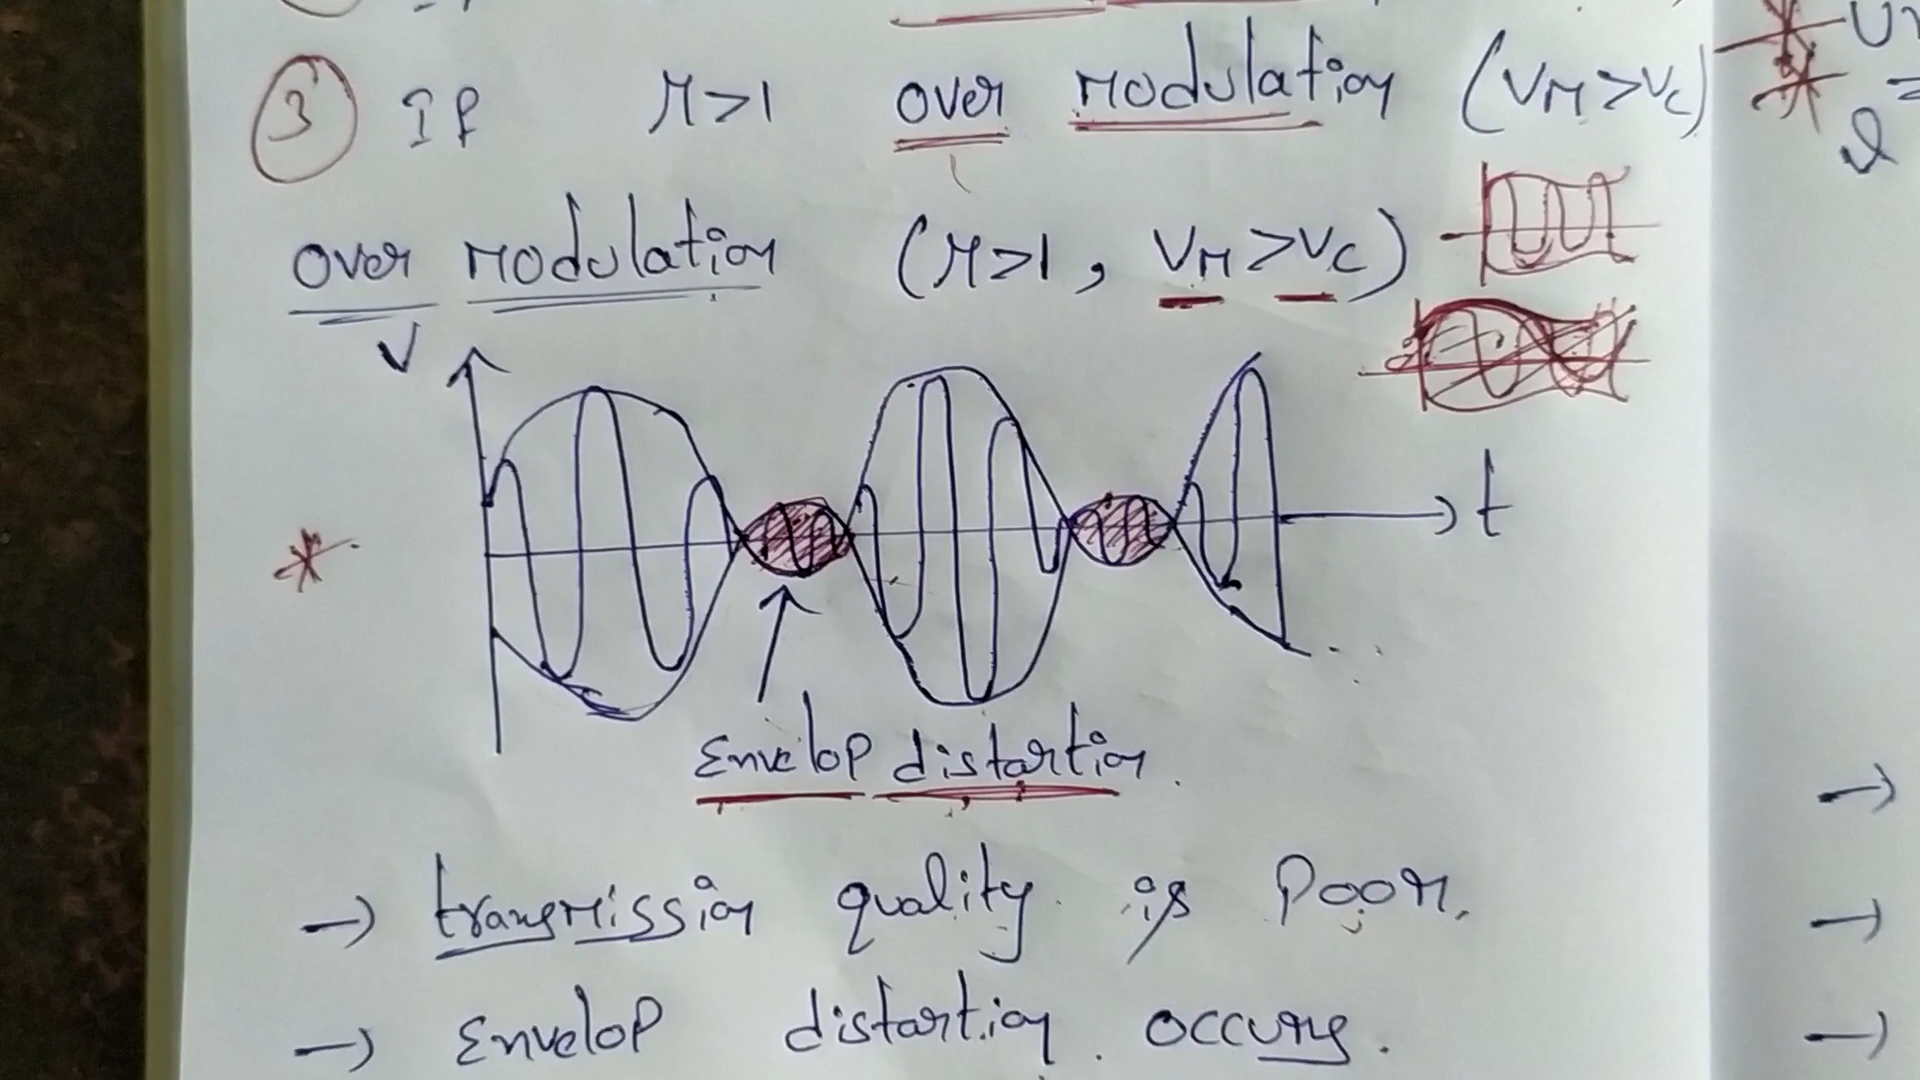 3 If M>1 over Modulation (VM>VC)
Over Modulation (M>1, VM>VC)
V
t
Envelop distortion.
→ transmission quality is Poor.
→ Envelop distortion occurs.